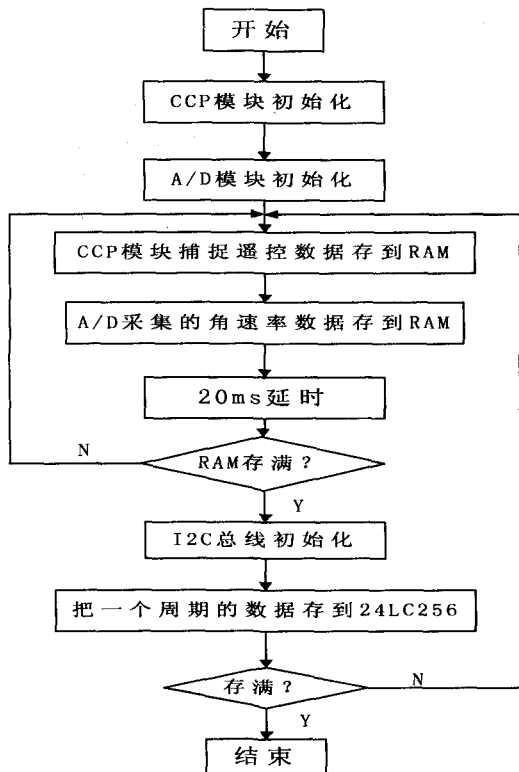 开始
CCP模块初始化
A/D模块初始化
CCP模块捕捉遥控数据存到RAM
A/D采集的角速率数据存到RAM
20ms延时
N
RAM存满？
Y
I2C总线初始化
把一个周期的数据存到24LC256
存满？
N
Y
结束